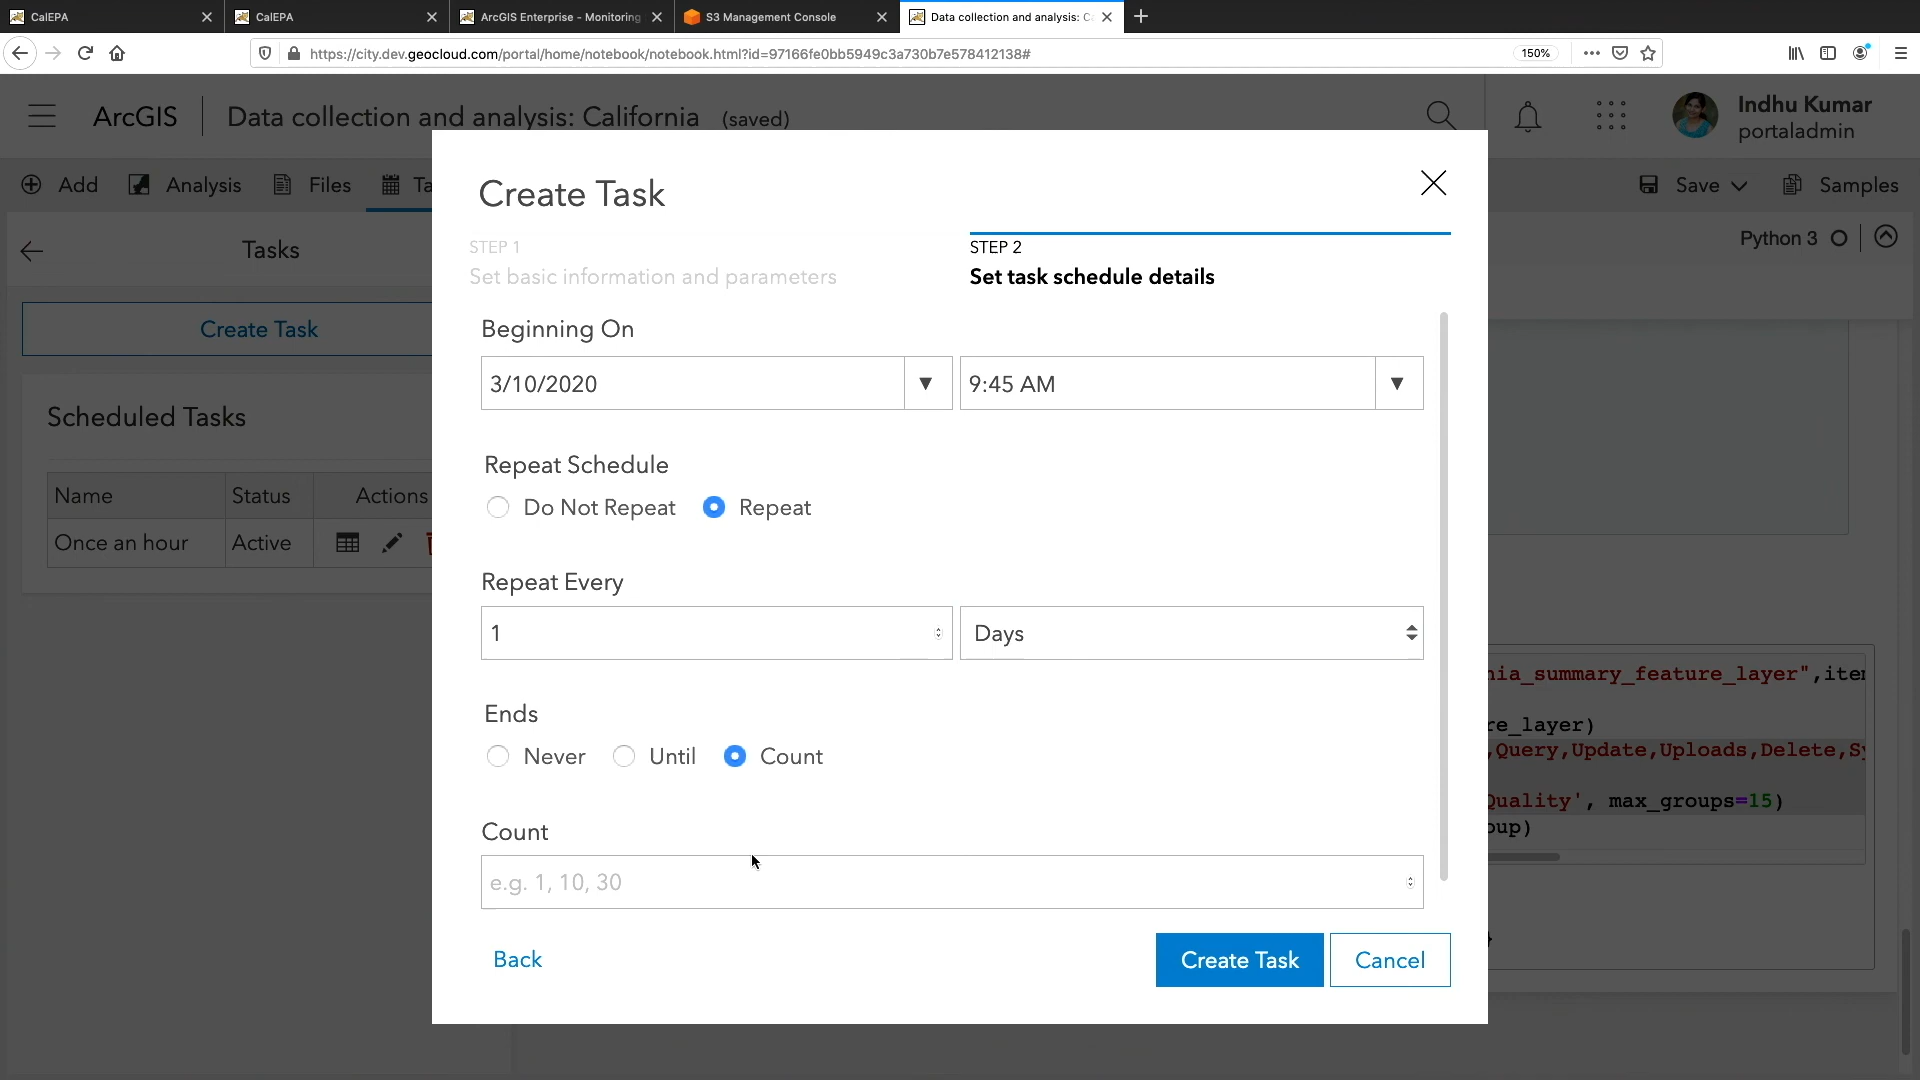 CalEPA
CalEPA
ArcGIS Enterprise - Monitoring
S3 Management Console
Data collection and analysis: C
https://city.dev.geocloud.com/portal/home/notebook/notebook.html?id=97166fe0bb5949c3a730b7e578412138#
150%
ArcGIS
Data collection and analysis: California (saved)
Indhu Kumar
portaladmin
Add
Analysis
Files
Ta
Save
Samples
Python 3
Tasks
Create Task
Scheduled Tasks
Name Status Actions
Once an hour Active
Create Task
STEP 1
Set basic information and parameters
STEP 2
Set task schedule details
Beginning On
3/10/2020
9:45 AM
Repeat Schedule
Do Not Repeat
Repeat
Repeat Every
1
Days
Ends
Never
Until
Count
Count
e.g. 1, 10, 30
Back
Create Task
Cancel
nia_summary_feature_layer",iter
re_layer)
,Query,Update,Uploads,Delete,Sy
Quality', max_groups=15)
oup)